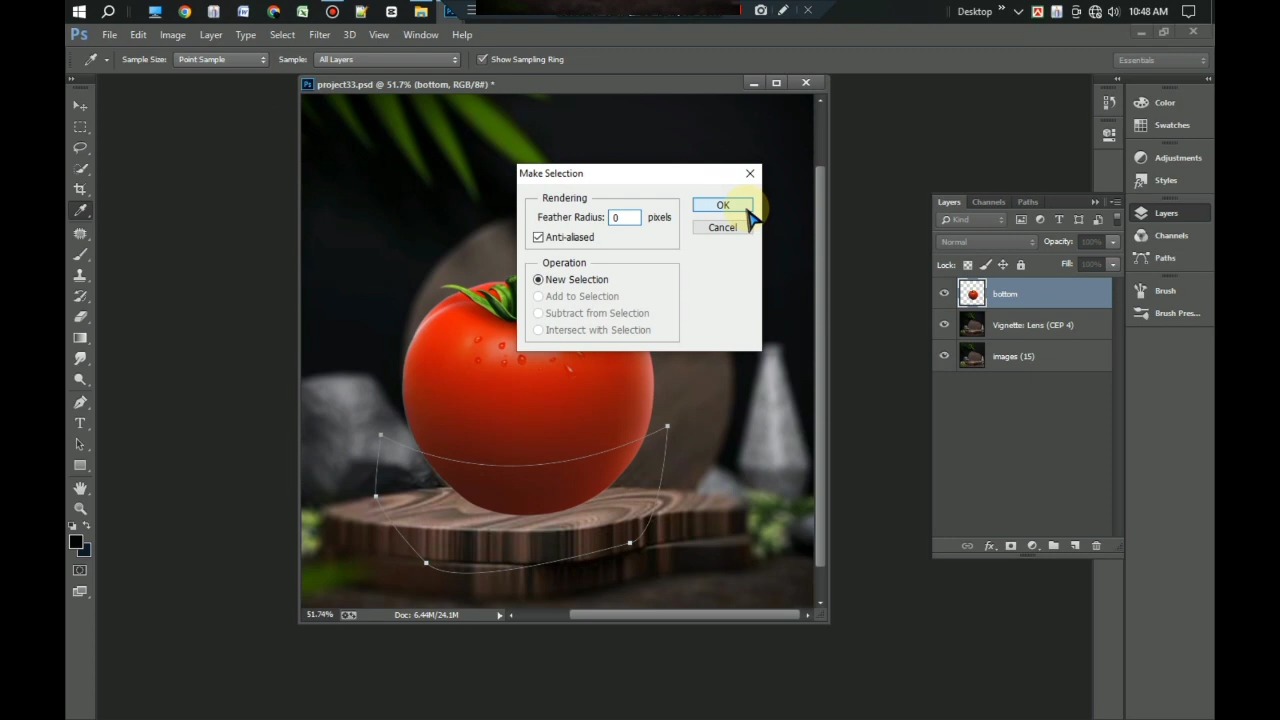 Desktop
10:48 AM
Ps
File Edit Image Layer Type Select Filter 3D View Window Help
Sample Size: Point Sample Sample: All Layers Show Sampling Ring Essentials
project33.psd @ 51.7% (bottom, RGB/8#) *
Make Selection
Rendering
Feather Radius: 0 pixels
Anti-aliased
OK
Cancel
Operation
New Selection
Add to Selection
Subtract from Selection
Intersect with Selection
51.74% Doc: 6.44M/24.1M
Layers Channels Paths
Kind
Normal Opacity: 100%
Lock: Fill: 100%
bottom
Vignette: Lens (CEP 4)
images (15)
Color
Swatches
Adjustments
Styles
Layers
Channels
Paths
Brush
Brush Pres...